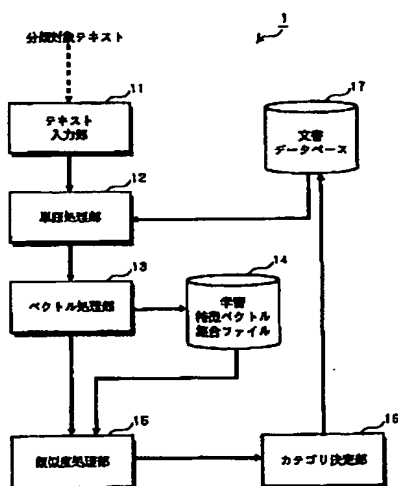 分類対象テキスト
1
11
テキスト
入力部
17
文書
データベース
12
単語処理部
13
ベクトル処理部
14
学習
特徴ベクトル
集合ファイル
15
類似度処理部
16
カテゴリ決定部